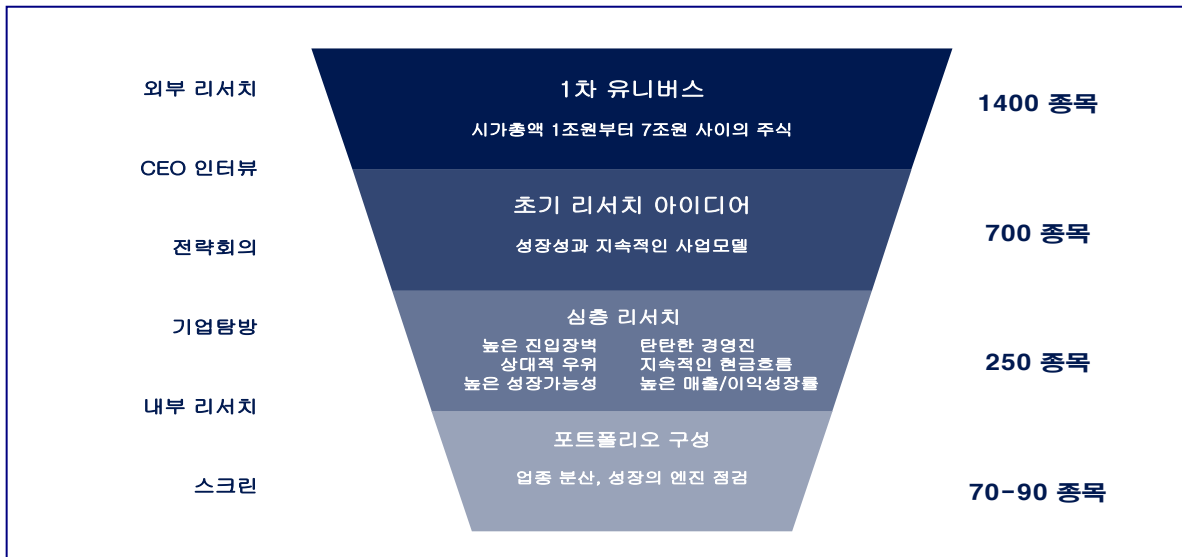 외부 리서치
CEO 인터뷰
전략회의
기업탐방
내부 리서치
스크린
1차 유니버스
시가총액 1조원부터 7조원 사이의 주식
1400 종목
초기 리서치 아이디어
성장성과 지속적인 사업모델
700 종목
심층 리서치
높은 진입장벽 탄탄한 경영진
상대적 우위 지속적인 현금흐름
높은 성장가능성 높은 매출/이익성장률
250 종목
포트폴리오 구성
업종 분산, 성장의 엔진 점검
70-90 종목